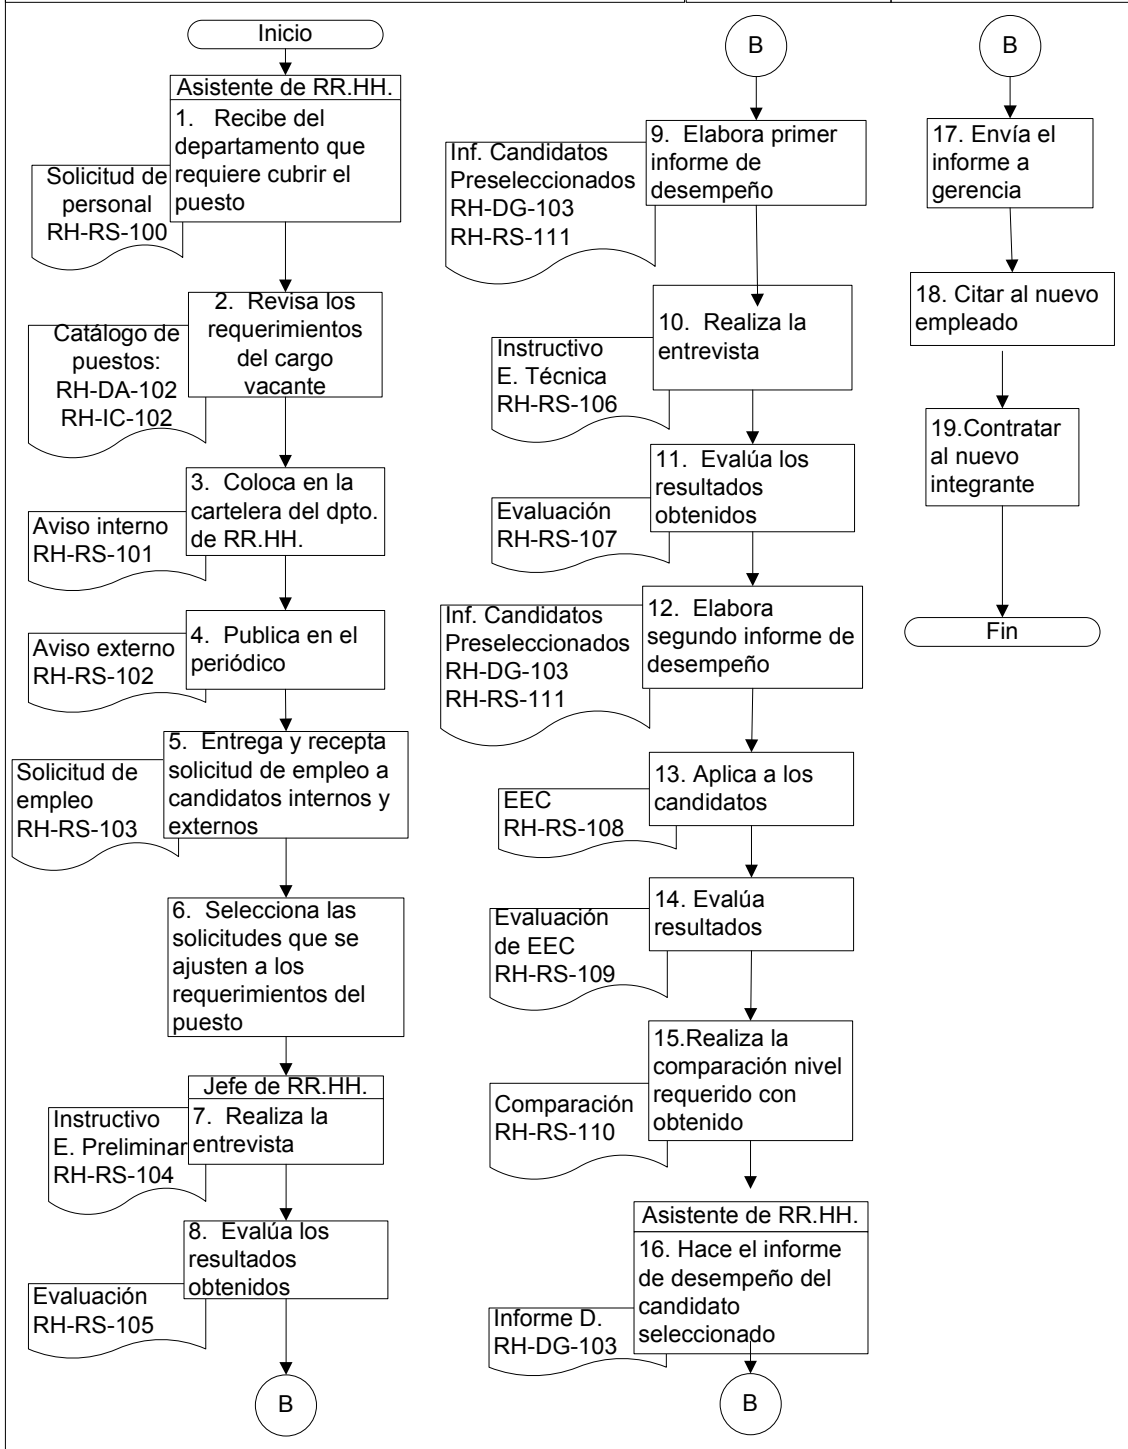 Inicio
Asistente de RR.HH.
1. Recibe del
departamento que
requiere cubrir el
puesto
Solicitud de
personal
RH-RS-100
2. Revisa los
requerimientos
del cargo
vacante
Catálogo de
puestos:
RH-DA-102
RH-IC-102
3. Coloca en la
cartelera del dpto.
de RR.HH.
Aviso interno
RH-RS-101
4. Publica en el
periódico
Aviso externo
RH-RS-102
5. Entrega y recepta
solicitud de empleo a
candidatos internos y
externos
Solicitud de
empleo
RH-RS-103
6. Selecciona las
solicitudes que se
ajusten a los
requerimientos del
puesto
Jefe de RR.HH.
7. Realiza la
entrevista
Instructivo
E. Preliminar
RH-RS-104
8. Evalúa los
resultados
obtenidos
Evaluación
RH-RS-105
B
B
9. Elabora primer
informe de
desempeño
Inf. Candidatos
Preseleccionados
RH-DG-103
RH-RS-111
10. Realiza la
entrevista
Instructivo
E. Técnica
RH-RS-106
11. Evalúa los
resultados
obtenidos
Evaluación
RH-RS-107
12. Elabora
segundo informe de
desempeño
Inf. Candidatos
Preseleccionados
RH-DG-103
RH-RS-111
13. Aplica a los
candidatos
EEC
RH-RS-108
14. Evalúa
resultados
Evaluación
de EEC
RH-RS-109
15.Realiza la
comparación nivel
requerido con
obtenido
Comparación
RH-RS-110
Asistente de RR.HH.
16. Hace el informe
de desempeño del
candidato
seleccionado
Informe D.
RH-DG-103
B
B
17. Envía el
informe a
gerencia
18. Citar al nuevo
empleado
19.Contratar
al nuevo
integrante
Fin